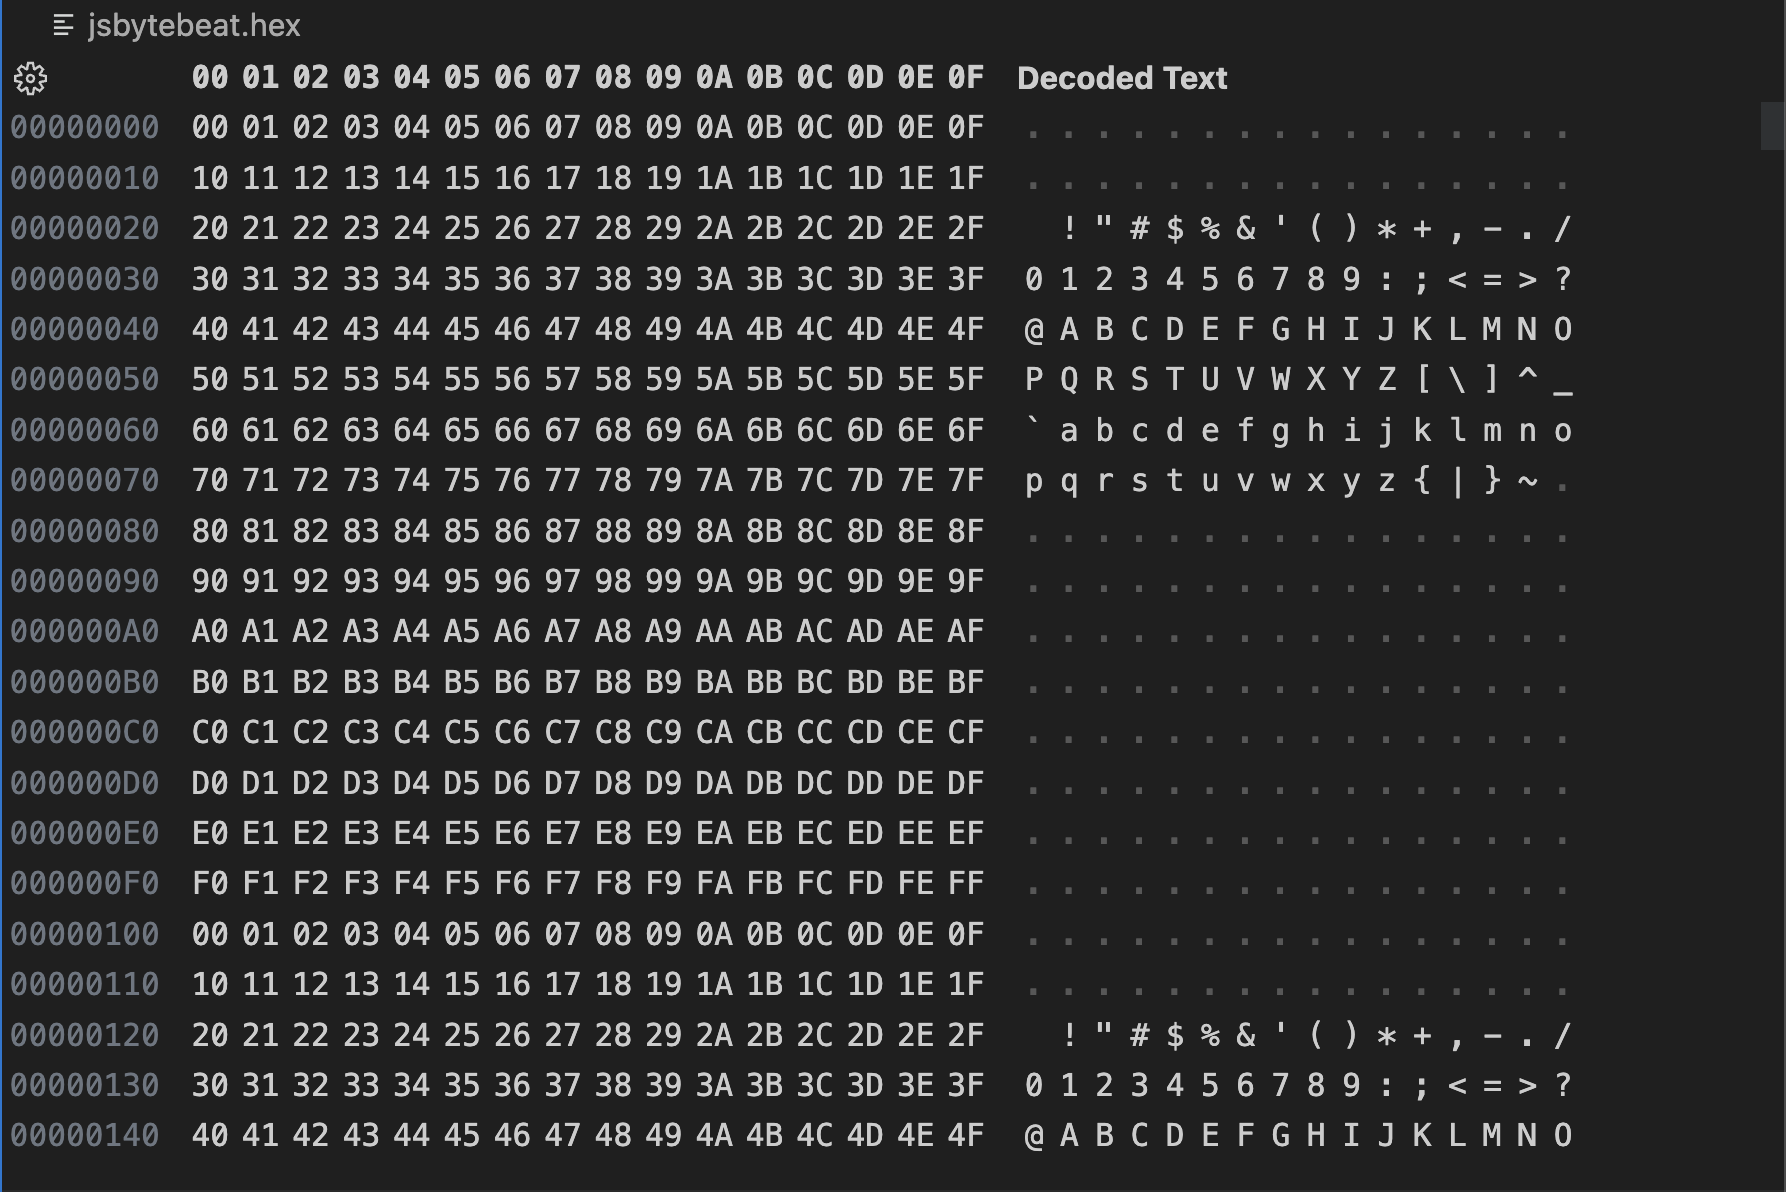 jsbytebeat.hex
00 01 02 03 04 05 06 07 08 09 0A 0B 0C 0D 0E 0F Decoded Text
00000000 00 01 02 03 04 05 06 07 08 09 0A 0B 0C 0D 0E 0F . . . . . . . . . . . . . . . .
00000010 10 11 12 13 14 15 16 17 18 19 1A 1B 1C 1D 1E 1F . . . . . . . . . . . . . . . .
00000020 20 21 22 23 24 25 26 27 28 29 2A 2B 2C 2D 2E 2F ! " # $ % & ' ( ) * + , - . /
00000030 30 31 32 33 34 35 36 37 38 39 3A 3B 3C 3D 3E 3F 0 1 2 3 4 5 6 7 8 9 : ; < = > ?
00000040 40 41 42 43 44 45 46 47 48 49 4A 4B 4C 4D 4E 4F @ A B C D E F G H I J K L M N O
00000050 50 51 52 53 54 55 56 57 58 59 5A 5B 5C 5D 5E 5F P Q R S T U V W X Y Z [ \ ] ^ _
00000060 60 61 62 63 64 65 66 67 68 69 6A 6B 6C 6D 6E 6F ` a b c d e f g h i j k l m n o
00000070 70 71 72 73 74 75 76 77 78 79 7A 7B 7C 7D 7E 7F p q r s t u v w x y z { | } ~ .
00000080 80 81 82 83 84 85 86 87 88 89 8A 8B 8C 8D 8E 8F . . . . . . . . . . . . . . . .
00000090 90 91 92 93 94 95 96 97 98 99 9A 9B 9C 9D 9E 9F . . . . . . . . . . . . . . . .
000000A0 A0 A1 A2 A3 A4 A5 A6 A7 A8 A9 AA AB AC AD AE AF . . . . . . . . . . . . . . . .
000000B0 B0 B1 B2 B3 B4 B5 B6 B7 B8 B9 BA BB BC BD BE BF . . . . . . . . . . . . . . . .
000000C0 C0 C1 C2 C3 C4 C5 C6 C7 C8 C9 CA CB CC CD CE CF . . . . . . . . . . . . . . . .
000000D0 D0 D1 D2 D3 D4 D5 D6 D7 D8 D9 DA DB DC DD DE DF . . . . . . . . . . . . . . . .
000000E0 E0 E1 E2 E3 E4 E5 E6 E7 E8 E9 EA EB EC ED EE EF . . . . . . . . . . . . . . . .
000000F0 F0 F1 F2 F3 F4 F5 F6 F7 F8 F9 FA FB FC FD FE FF . . . . . . . . . . . . . . . .
00000100 00 01 02 03 04 05 06 07 08 09 0A 0B 0C 0D 0E 0F . . . . . . . . . . . . . . . .
00000110 10 11 12 13 14 15 16 17 18 19 1A 1B 1C 1D 1E 1F . . . . . . . . . . . . . . . .
00000120 20 21 22 23 24 25 26 27 28 29 2A 2B 2C 2D 2E 2F ! " # $ % & ' ( ) * + , - . /
00000130 30 31 32 33 34 35 36 37 38 39 3A 3B 3C 3D 3E 3F 0 1 2 3 4 5 6 7 8 9 : ; < = > ?
00000140 40 41 42 43 44 45 46 47 48 49 4A 4B 4C 4D 4E 4F @ A B C D E F G H I J K L M N O